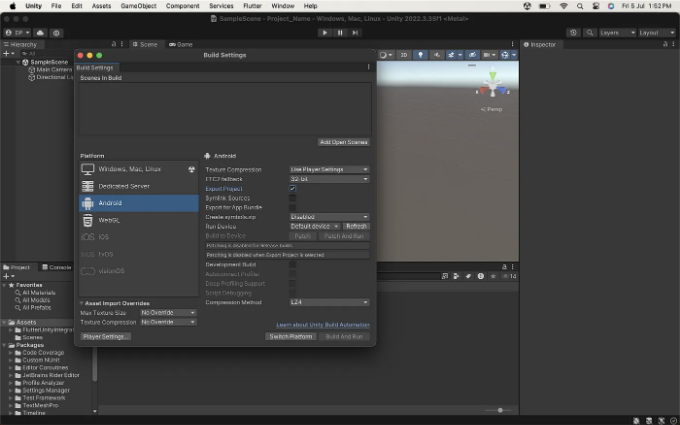 Unity File Edit Assets GameObject Component Services Flutter Window Help Fri 5 Jul 1:52 PM
SampleScene - Project_Name - Windows, Mac, Linux - Unity 2022.3.35f1 <Metal>
Layers Layout
Hierarchy Scene Game Inspector
All
SampleScene
Main Camera
Directional Li
Build Settings
Build Settings
Scenes In Build
Add Open Scenes
Platform
Windows, Mac, Linux
Dedicated Server
Android
WebGL
iOS
tvOS
visionOS
Android
Texture Compression Use Player Settings
ETC2 fallback 32-bit
Export Project
Symlink Sources
Export for App Bundle
Create symbols.zip Disabled
Run Device Default device Refresh
Build to Device Patch Patch And Run
Patching is disabled for Release builds.
Patching is disabled when Export Project is selected
Development Build
Autoconnect Profiler
Deep Profiling Support
Script Debugging
Compression Method LZ4
Asset Import Overrides
Max Texture Size No Override
Texture Compression No Override
Learn about Unity Build Automation
Player Settings...
Switch Platform Build And Run
Persp
Project Console
14
Favorites
All Materials
All Models
All Prefabs
Assets
FlutterUnityIntegrat
Scenes
Packages
Code Coverage
Custom NUnit
Editor Coroutines
JetBrains Rider Editor
Profile Analyzer
Settings Manager
Test Framework
TextMeshPro
Timeline